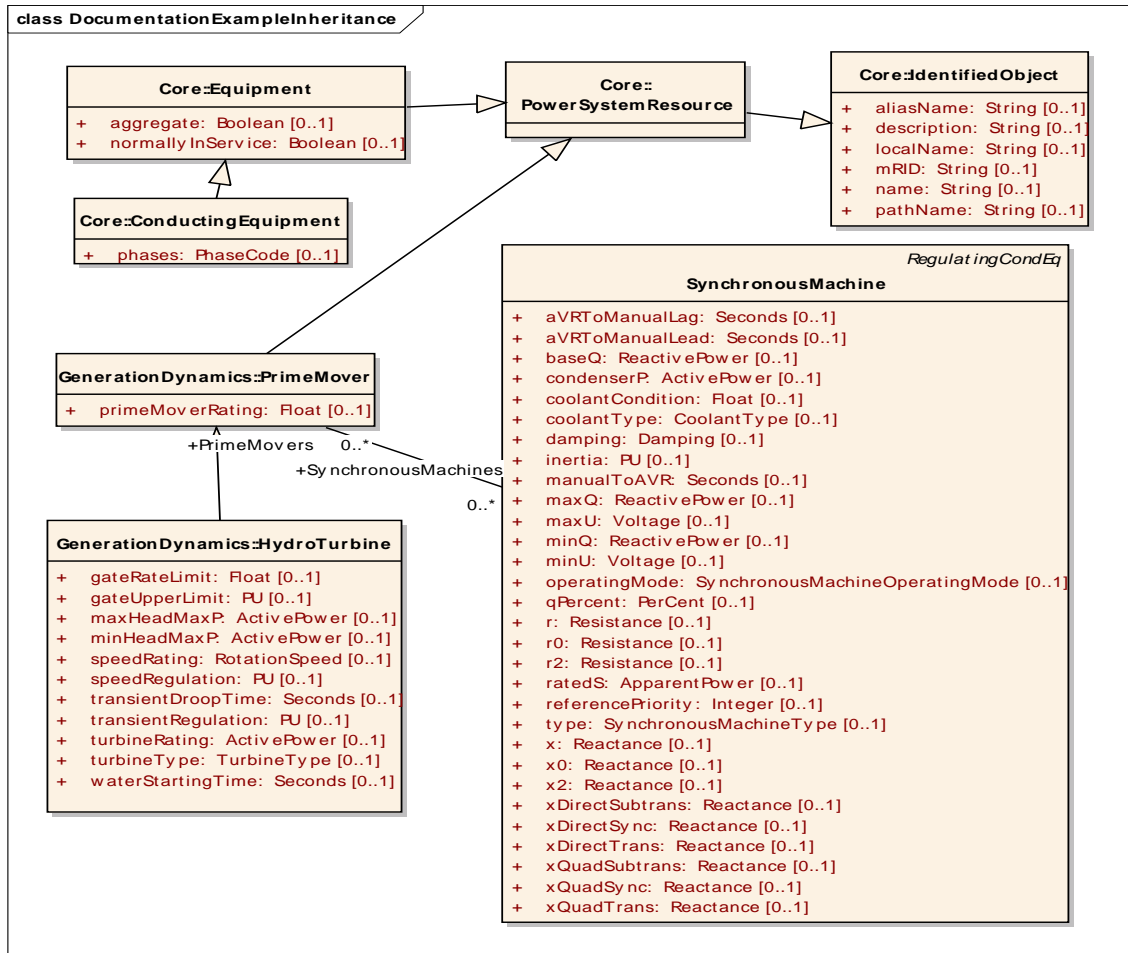 class DocumentationExampleInheritance
Core::Equipment
+ aggregate: Boolean [0..1]
+ normallyInService: Boolean [0..1]
Core::
PowerSystemResource
Core::IdentifiedObject
+ aliasName: String [0..1]
+ description: String [0..1]
+ localName: String [0..1]
+ mRID: String [0..1]
+ name: String [0..1]
+ pathName: String [0..1]
Core::ConductingEquipment
+ phases: PhaseCode [0..1]
RegulatingCondEq
SynchronousMachine
+ aVRToManualLag: Seconds [0..1]
+ aVRToManualLead: Seconds [0..1]
+ baseQ: ReactivePower [0..1]
+ condenserP: ActivePower [0..1]
+ coolantCondition: Float [0..1]
+ coolantType: CoolantType [0..1]
+ damping: Damping [0..1]
+ inertia: PU [0..1]
+ manualToAVR: Seconds [0..1]
+ maxQ: ReactivePower [0..1]
+ maxU: Voltage [0..1]
+ minQ: ReactivePower [0..1]
+ minU: Voltage [0..1]
+ operatingMode: SynchronousMachineOperatingMode [0..1]
+ qPercent: PerCent [0..1]
+ r: Resistance [0..1]
+ r0: Resistance [0..1]
+ r2: Resistance [0..1]
+ ratedS: ApparentPower [0..1]
+ referencePriority: Integer [0..1]
+ type: SynchronousMachineType [0..1]
+ x: Reactance [0..1]
+ x0: Reactance [0..1]
+ x2: Reactance [0..1]
+ xDirectSubtrans: Reactance [0..1]
+ xDirectSync: Reactance [0..1]
+ xDirectTrans: Reactance [0..1]
+ xQuadSubtrans: Reactance [0..1]
+ xQuadSync: Reactance [0..1]
+ xQuadTrans: Reactance [0..1]
GenerationDynamics::PrimeMover
+ primeMoverRating: Float [0..1]
+PrimeMovers 0..*
+SynchronousMachines
0..*
GenerationDynamics::HydroTurbine
+ gateRateLimit: Float [0..1]
+ gateUpperLimit: PU [0..1]
+ maxHeadMaxP: ActivePower [0..1]
+ minHeadMaxP: ActivePower [0..1]
+ speedRating: RotationSpeed [0..1]
+ speedRegulation: PU [0..1]
+ transientDroopTime: Seconds [0..1]
+ transientRegulation: PU [0..1]
+ turbineRating: ActivePower [0..1]
+ turbineType: TurbineType [0..1]
+ waterStartingTime: Seconds [0..1]